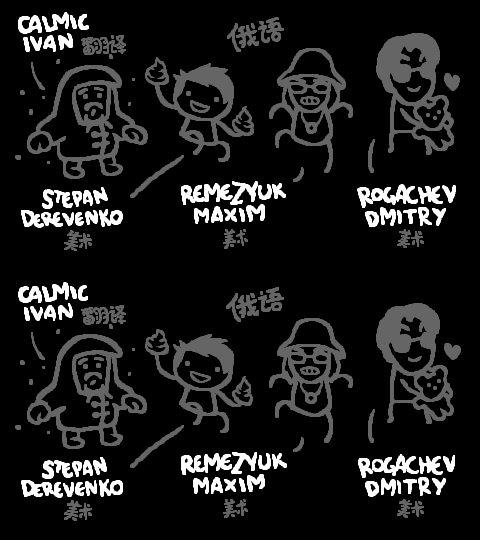 CALMIC
IVAN 翻译
俄语
STEPAN
DEREVENKO
美术
REMEZYUK
MAXIM
美术
ROGACHEV
DMITRY
美术
CALMIC
IVAN 翻译
俄语
STEPAN
DEREVENKO
美术
REMEZYUK
MAXIM
美术
ROGACHEV
DMITRY
美术